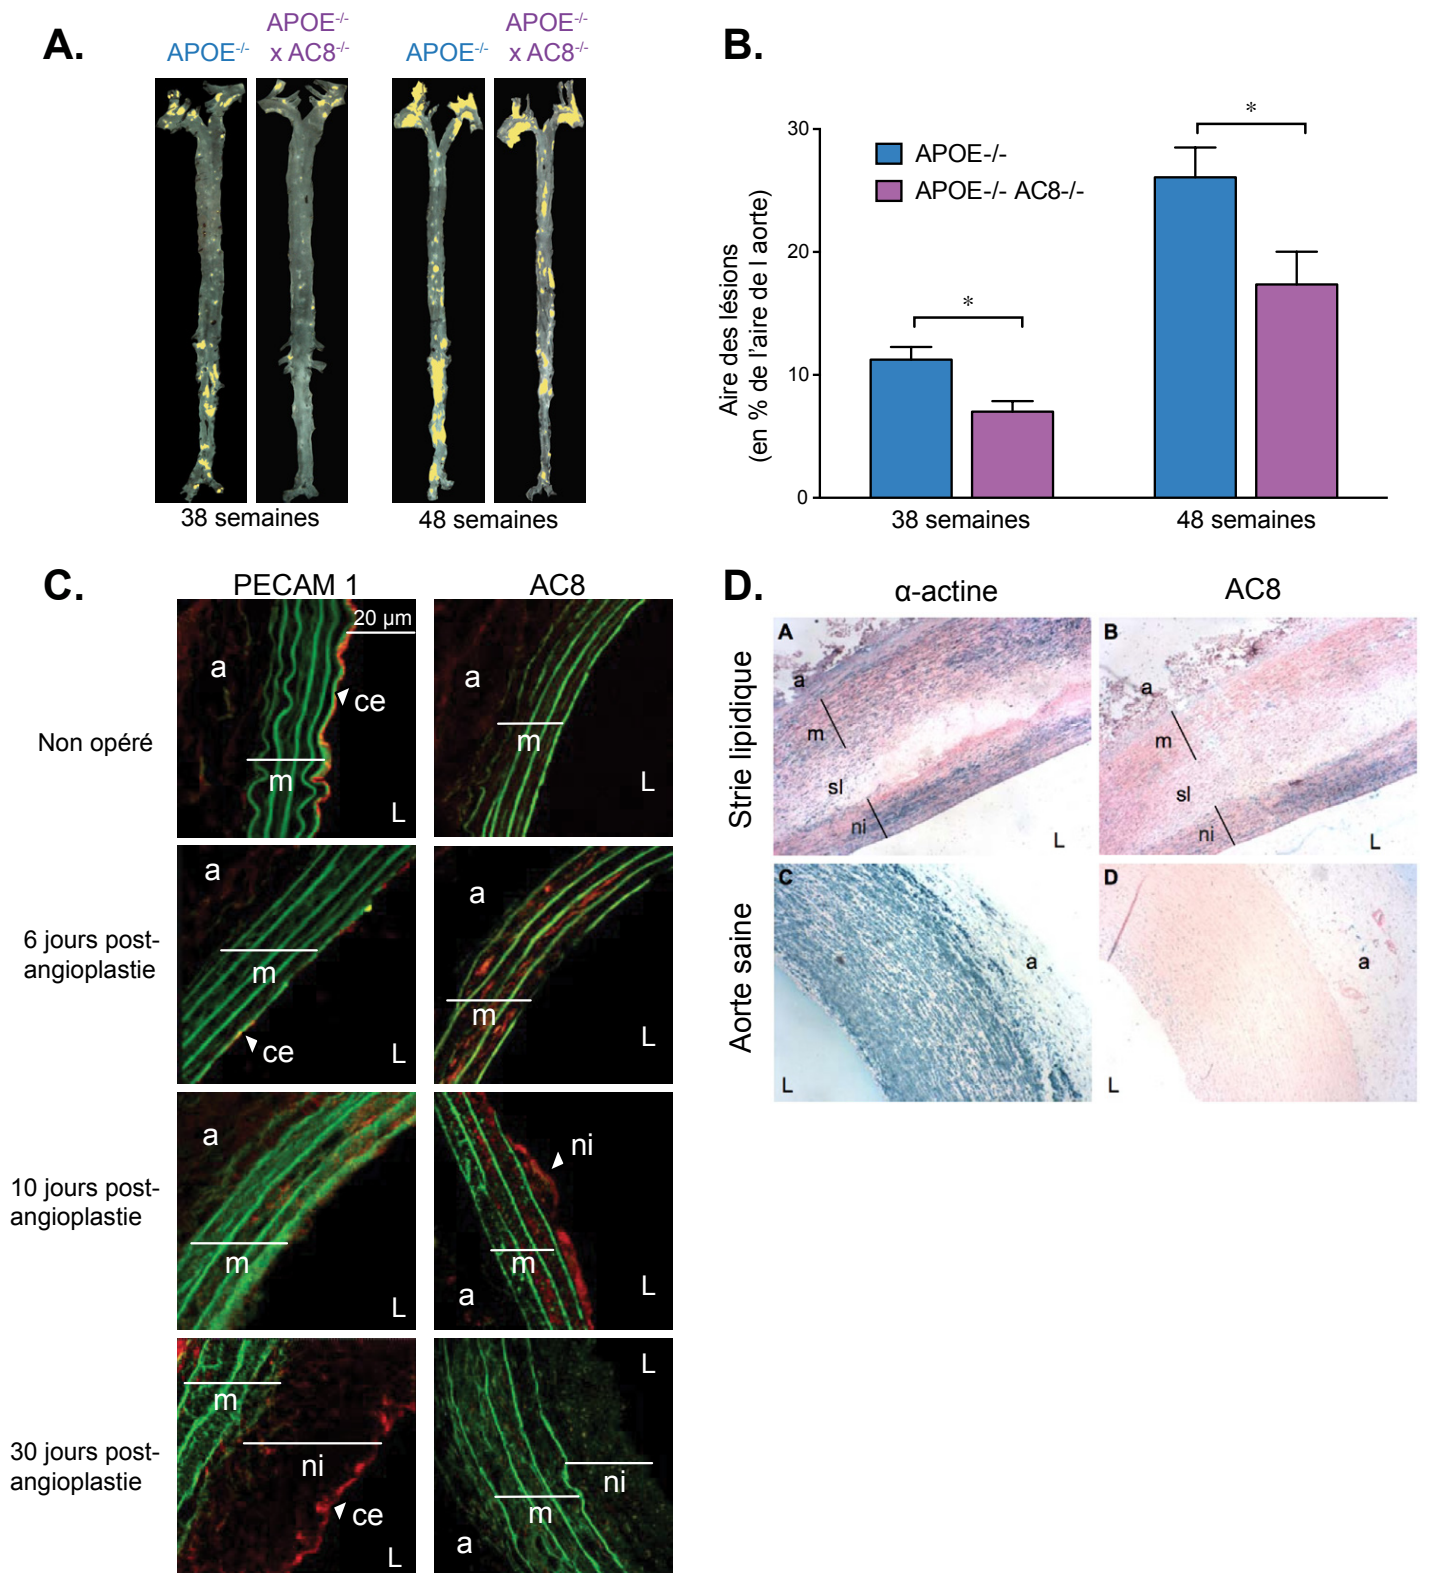 A.
APOE-/-
APOE-/-
x AC8-/-
APOE-/-
APOE-/-
x AC8-/-
38 semaines
48 semaines
B.
Aire des lésions
(en % de l'aire de l aorte)
30
20
10
0
APOE-/-
APOE-/- AC8-/-
*
*
38 semaines
48 semaines
C.
PECAM 1
AC8
Non opéré
20 µm
a
ce
m
L
a
m
L
6 jours post-
angioplastie
a
m
ce
L
a
m
L
10 jours post-
angioplastie
a
m
L
ni
m
a
L
30 jours post-
angioplastie
m
ni
ce
L
L
ni
m
a
D.
α-actine
AC8
Strie lipidique
A
a
m
sl
ni
L
B
a
m
sl
ni
L
Aorte saine
C
a
L
D
a
L